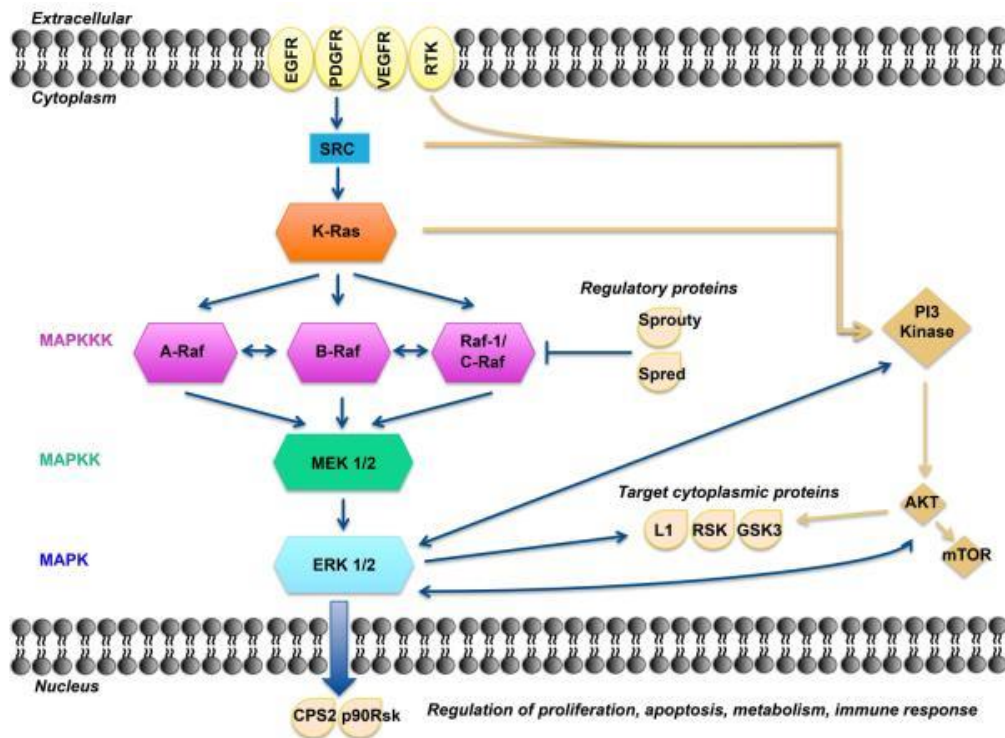 Extracellular
EGFR
PDGFR
VEGFR
RTK
Cytoplasm
SRC
K-Ras
Regulatory proteins
Sprouty
Spred
PI3
Kinase
MAPKKK
A-Raf
B-Raf
Raf-1/
C-Raf
MAPKK
MEK 1/2
Target cytoplasmic proteins
L1
RSK
GSK3
AKT
mTOR
MAPK
ERK 1/2
Nucleus
CPS2
p90Rsk
Regulation of proliferation, apoptosis, metabolism, immune response